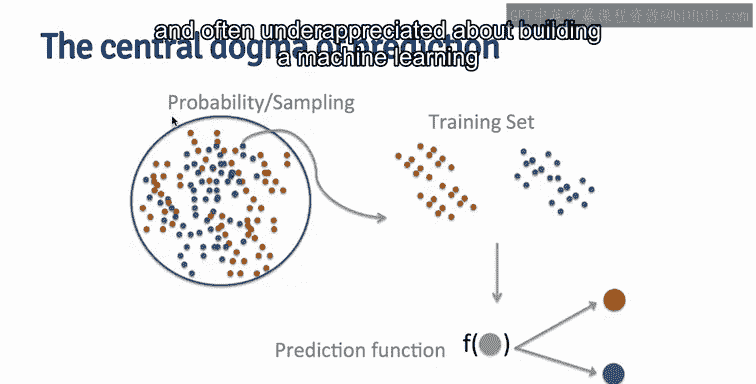 and often underappreciated about building
The central dogma of prediction
a machine learning
Probability/Sampling
Training Set
Prediction function
f( )